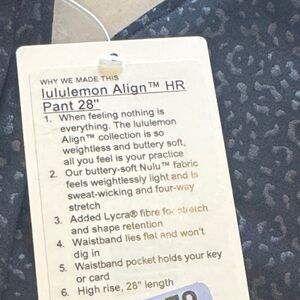 WHY WE MADE THIS
lululemon Align™ HR
Pant 28"
1. When feeling nothing is
everything. The lululemon
Align™ collection is so
weightless and buttery soft,
all you feel is your practice
2. Our buttery-soft Nulu™ fabric
feels weightlessly light and is
sweat-wicking and four-way
stretch
3. Added Lycra® fibre for stretch
and shape retention
4. Waistband lies flat and won't
dig in
5. Waistband pocket holds your key
or card
6. High rise, 28" length